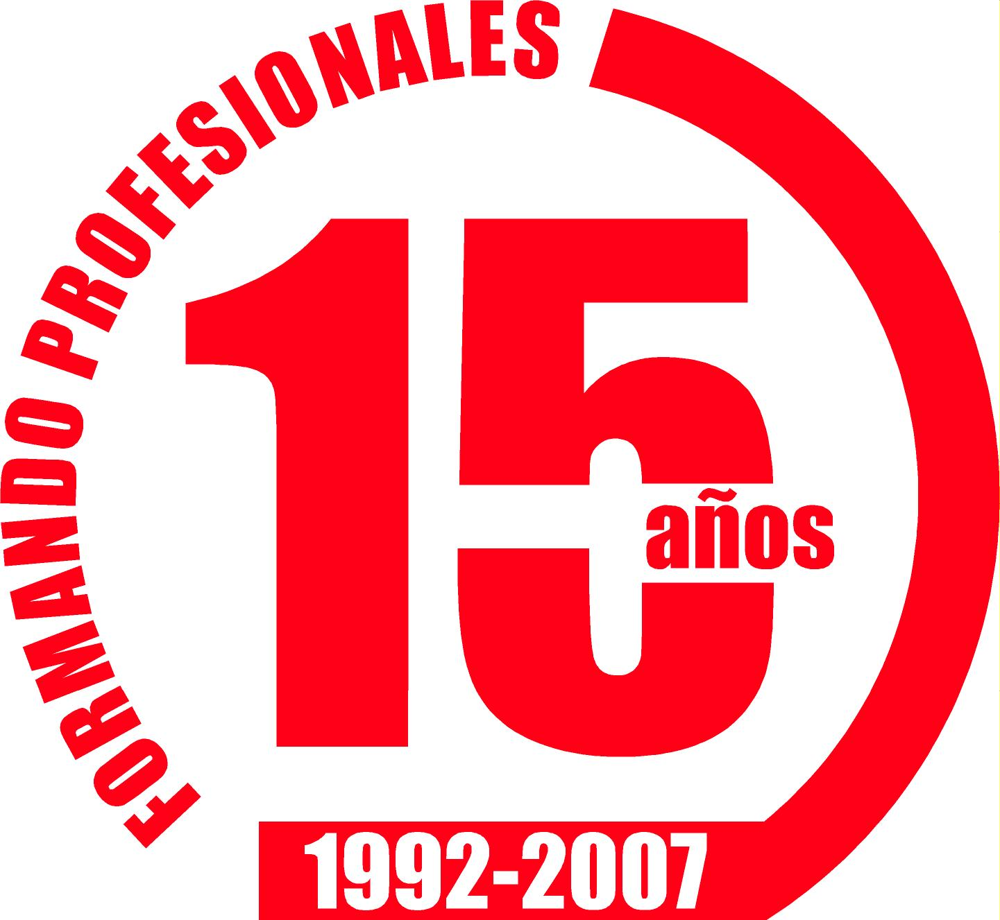 FORMANDO PROFESIONALES
15
años
1992-2007